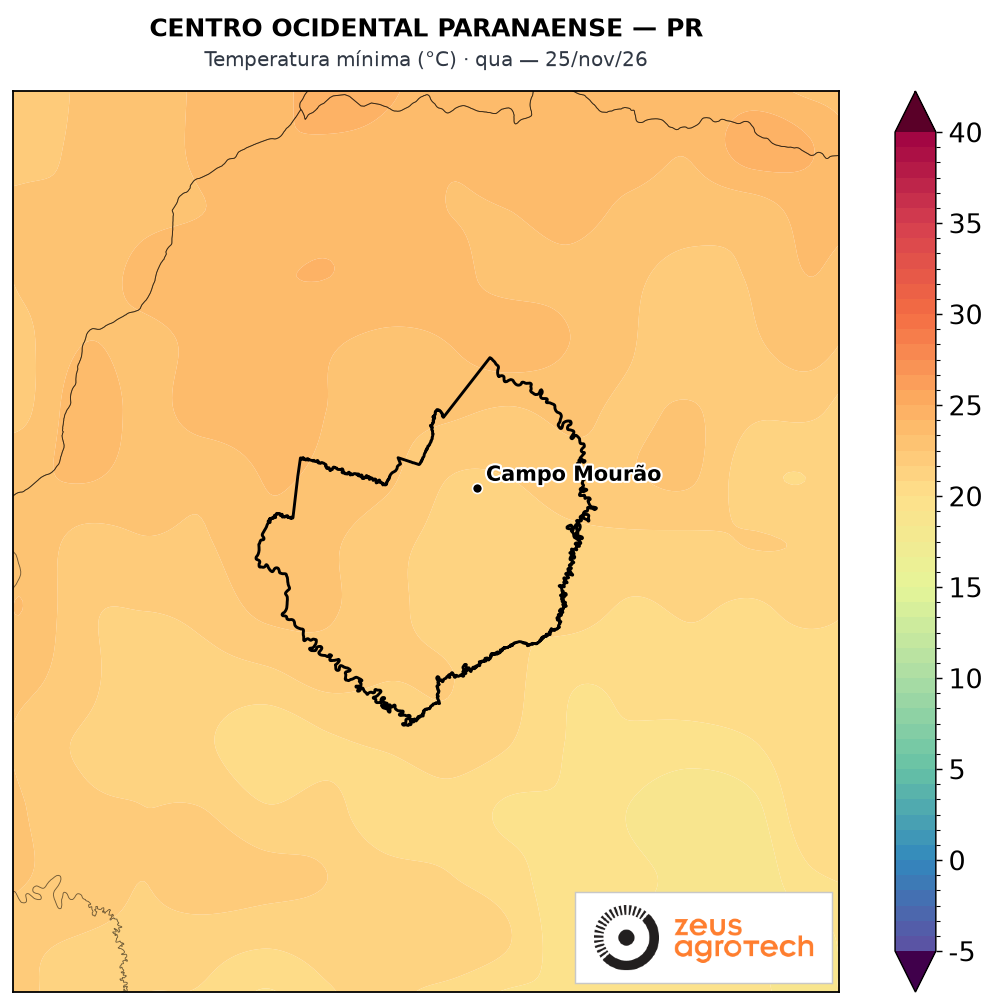 CENTRO OCIDENTAL PARANAENSE — PR
Temperatura mínima (°C) · qua — 25/nov/26
Campo Mourão
40
35
30
25
20
15
10
5
0
-5
zeus
agrotech